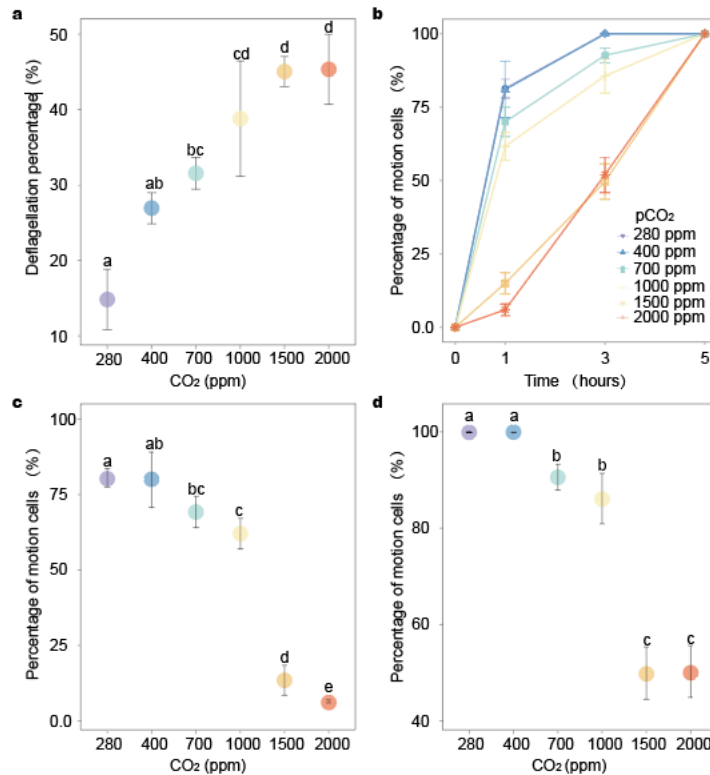 a
Deflagellation percentage (%)
50
40
30
20
10
a
ab
bc
cd
d
d
280 400 700 1000 1500 2000
CO₂ (ppm)
b
Percentage of motion cells (%)
100
75
50
25
0.0
pCO₂
280 ppm
400 ppm
700 ppm
1000 ppm
1500 ppm
2000 ppm
0 1 3 5
Time (hours)
c
Percentage of motion cells (%)
100
75
50
25
0.0
a
ab
bc
c
d
e
280 400 700 1000 1500 2000
CO₂ (ppm)
d
Percentage of motion cells (%)
100
80
60
40
a
a
b
b
c
c
280 400 700 1000 1500 2000
CO₂ (ppm)